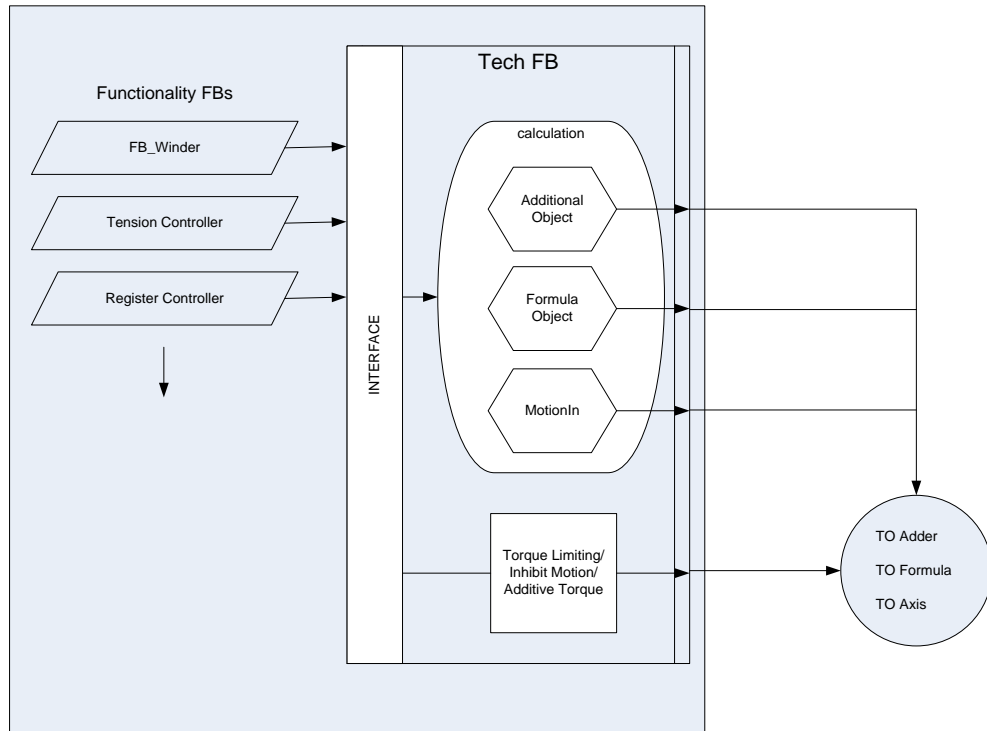 Tech FB
Functionality FBs
FB_Winder
Tension Controller
Register Controller
INTERFACE
calculation
Additional
Object
Formula
Object
MotionIn
Torque Limiting/
Inhibit Motion/
Additive Torque
TO Adder
TO Formula
TO Axis